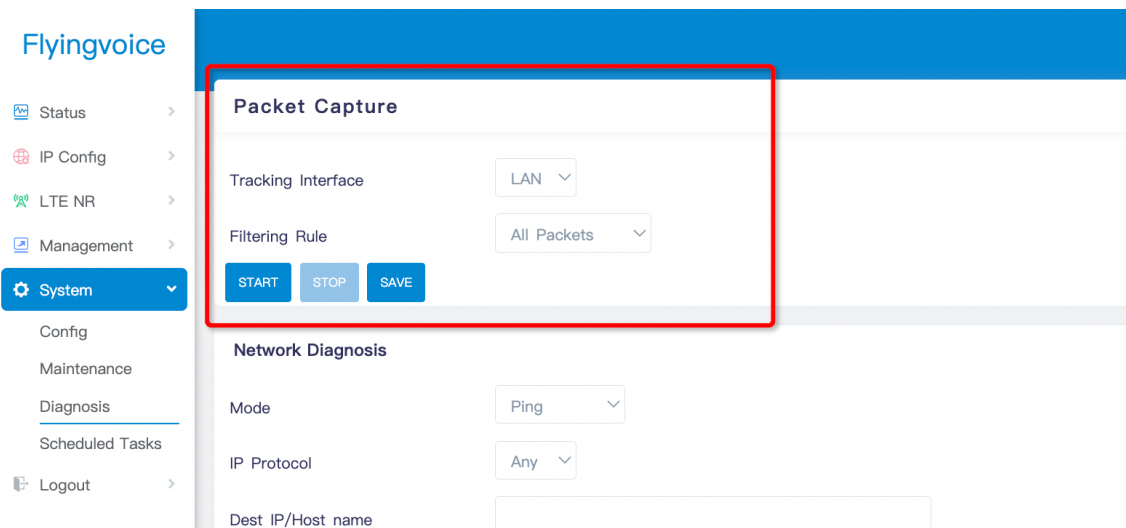 Flyingvoice
Status
IP Config
LTE NR
Management
System
Config
Maintenance
Diagnosis
Scheduled Tasks
Logout
Packet Capture
Tracking Interface
LAN
Filtering Rule
All Packets
START
STOP
SAVE
Network Diagnosis
Mode
Ping
IP Protocol
Any
Dest IP/Host name